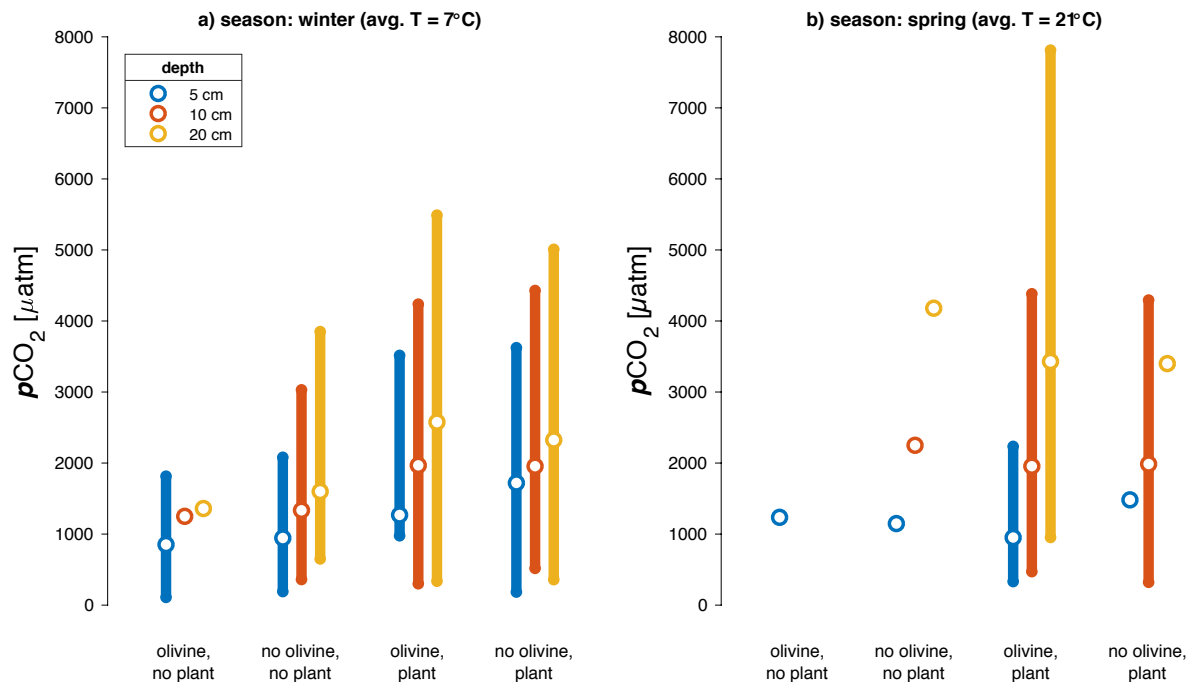 a) season: winter (avg. T = 7°C)
8000
7000
6000
5000
4000
3000
2000
1000
0
pCO2 [μatm]
depth
5 cm
10 cm
20 cm
olivine,
no plant
no olivine,
no plant
olivine,
plant
no olivine,
plant
b) season: spring (avg. T = 21°C)
8000
7000
6000
5000
4000
3000
2000
1000
0
pCO2 [μatm]
olivine,
no plant
no olivine,
no plant
olivine,
plant
no olivine,
plant